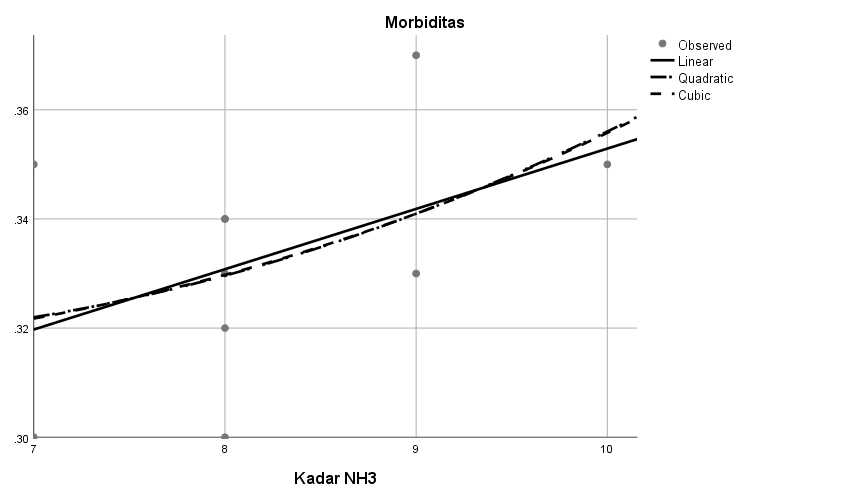 Morbiditas
Observed
Linear
Quadratic
Cubic
.36
.34
.32
.30
7 8 9 10
Kadar NH3